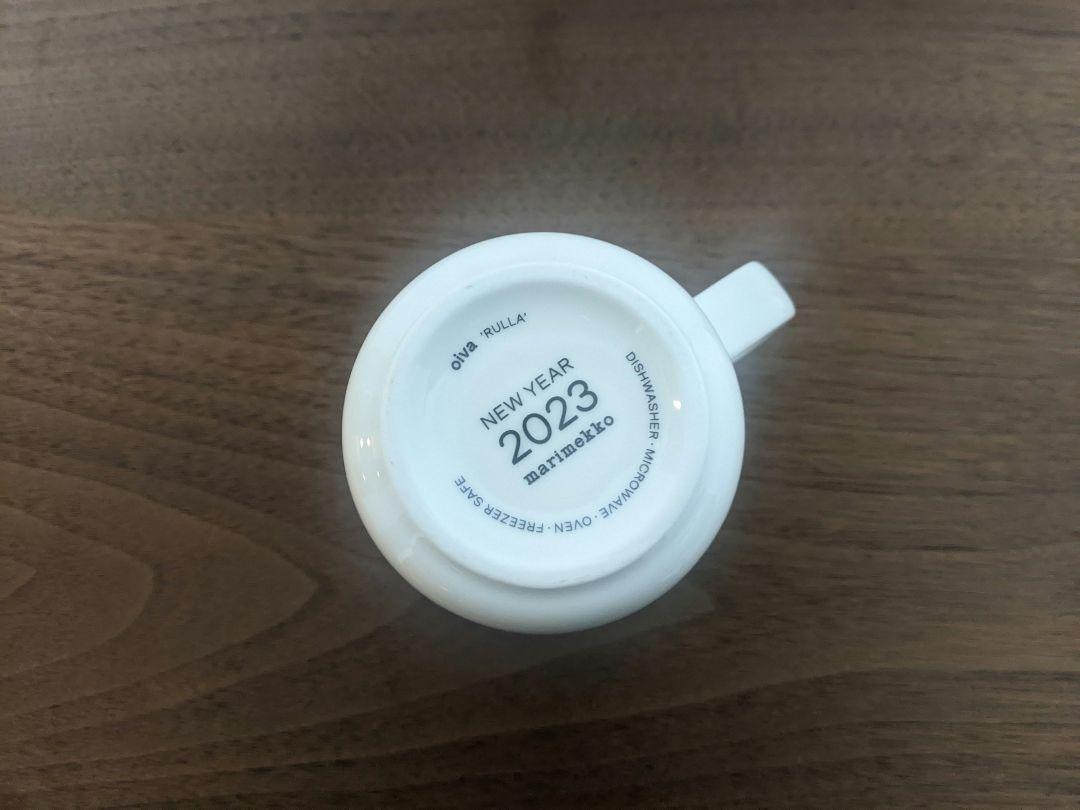 oiva 'RULLA'
NEW YEAR
2023
marimekko
DISHWASHER · MICROWAVE · OVEN · FREEZER SAFE